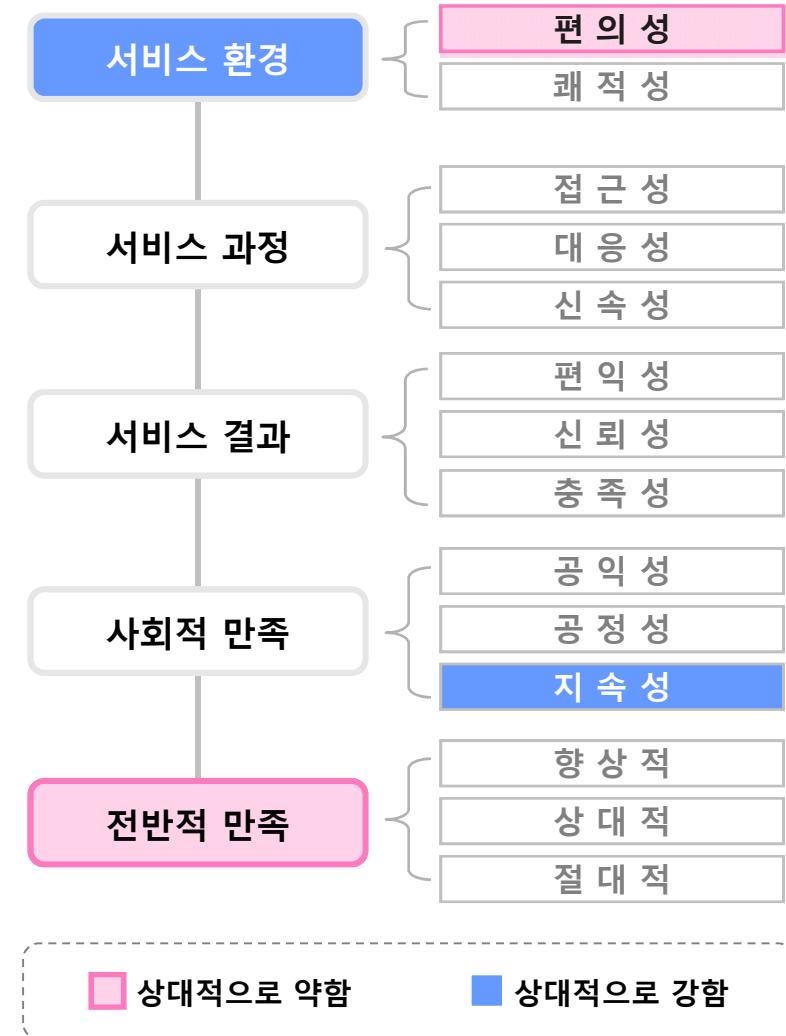 서비스 환경
편 의 성
쾌 적 성
서비스 과정
접 근 성
대 응 성
신 속 성
서비스 결과
편 익 성
신 뢰 성
충 족 성
사회적 만족
공 익 성
공 정 성
지 속 성
전반적 만족
향 상 적
상 대 적
절 대 적
상대적으로 약함
상대적으로 강함